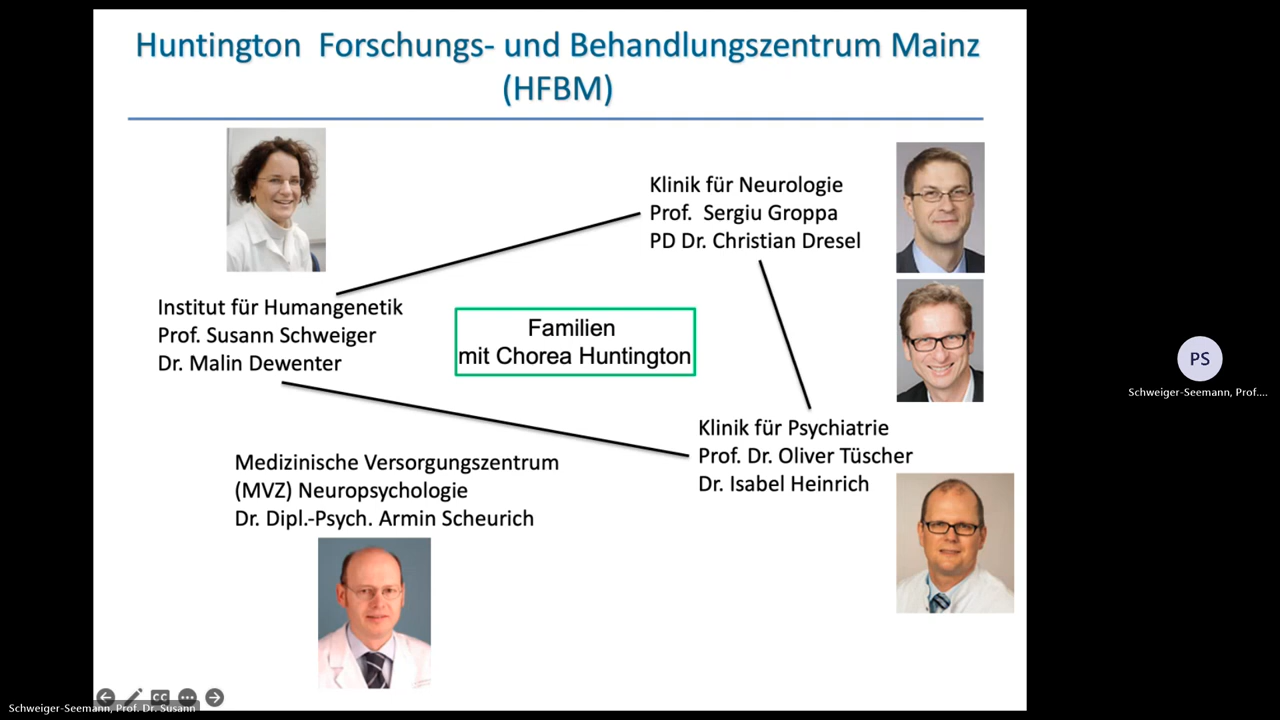 Huntington Forschungs- und Behandlungszentrum Mainz
(HFBM)
Klinik für Neurologie
Prof. Sergiu Groppa
PD Dr. Christian Dresel
Institut für Humangenetik
Prof. Susann Schweiger
Dr. Malin Dewenter
Familien
mit Chorea Huntington
Klinik für Psychiatrie
Prof. Dr. Oliver Tüscher
Dr. Isabel Heinrich
Medizinische Versorgungszentrum
(MVZ) Neuropsychologie
Dr. Dipl.-Psych. Armin Scheurich
PS
Schweiger-Seemann, Prof....
CC
Schweiger-Seemann, Prof. Dr. Susann